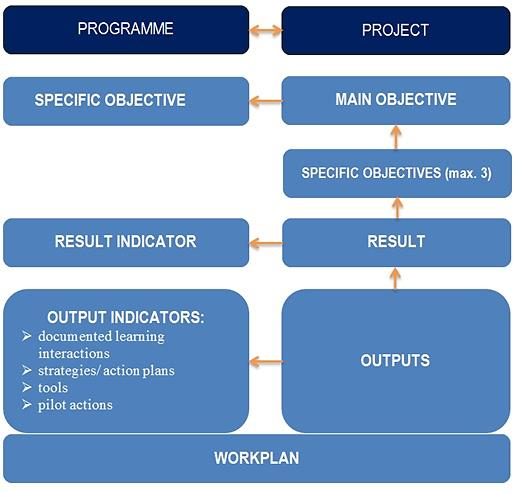 PROGRAMME
PROJECT
SPECIFIC OBJECTIVE
MAIN OBJECTIVE
SPECIFIC OBJECTIVES (max. 3)
RESULT INDICATOR
RESULT
OUTPUT INDICATORS:
➢ documented learning
interactions
➢ strategies/ action plans
➢ tools
➢ pilot actions
OUTPUTS
WORKPLAN